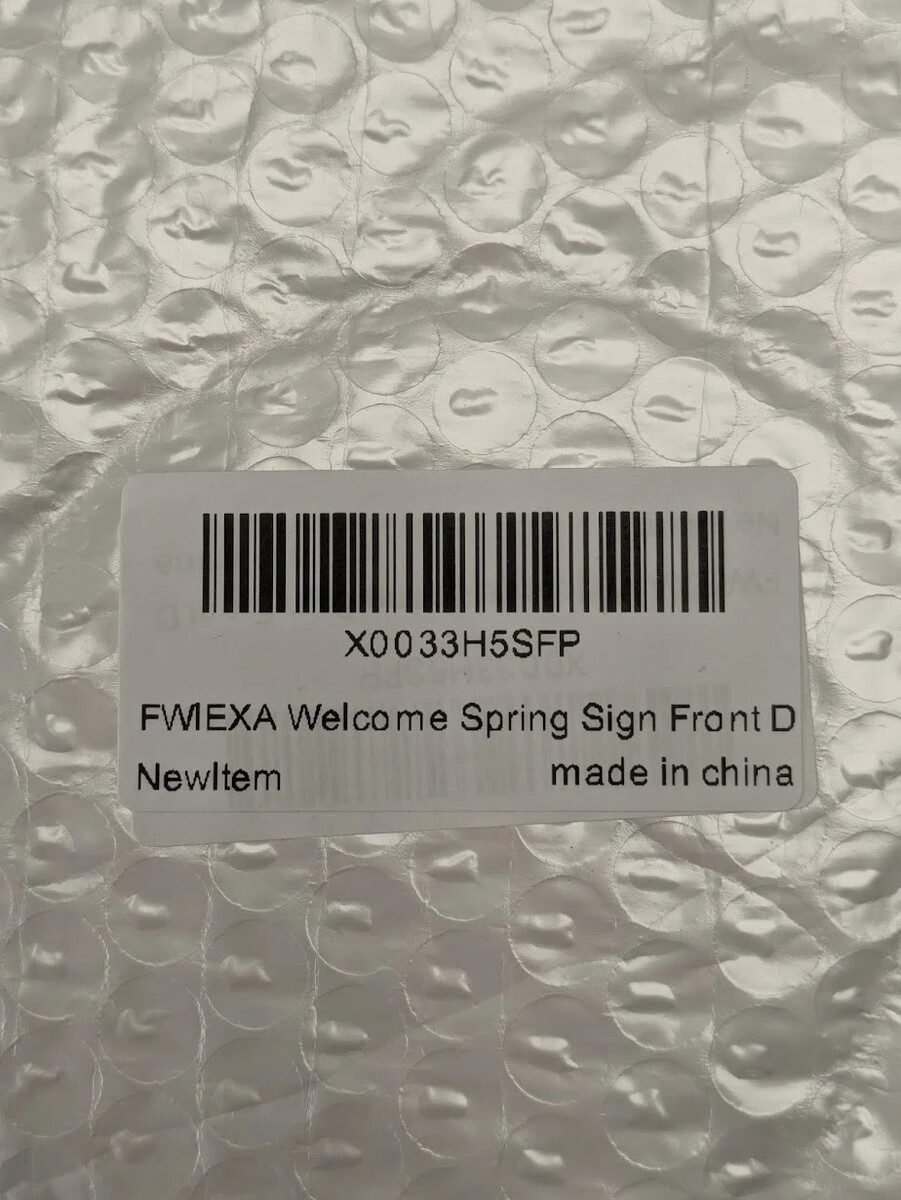 X0033H5SFP
FWIEXA Welcome Spring Sign Front D
NewItem made in china